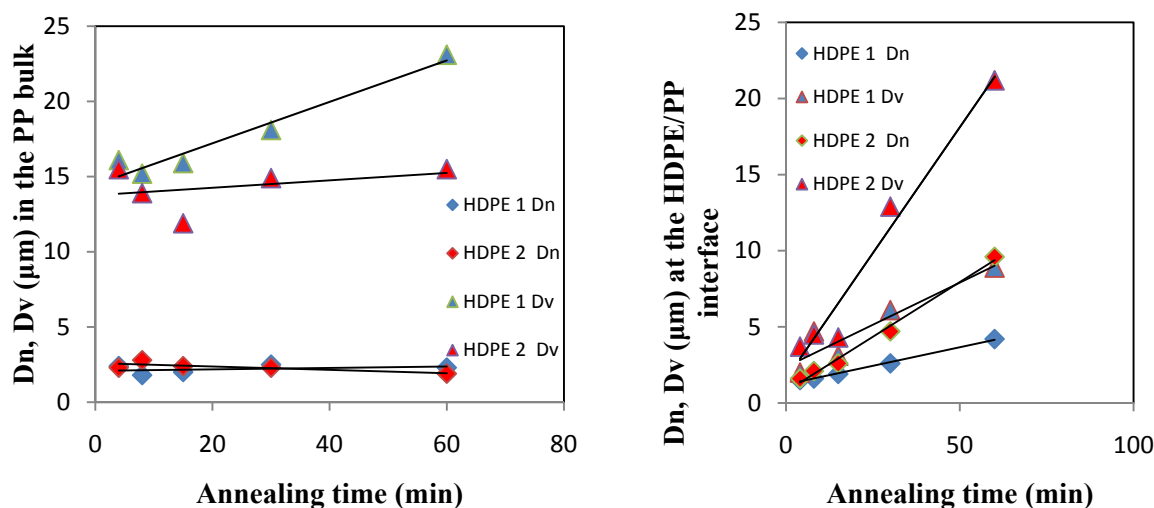 Dn, Dv (µm) in the PP bulk
25
20
15
10
5
0
0 20 40 60 80
Annealing time (min)
HDPE 1 Dn
HDPE 2 Dn
HDPE 1 Dv
HDPE 2 Dv
Dn, Dv (µm) at the HDPE/PP
interface
25
20
15
10
5
0
0 50 100
Annealing time (min)
HDPE 1 Dn
HDPE 1 Dv
HDPE 2 Dn
HDPE 2 Dv